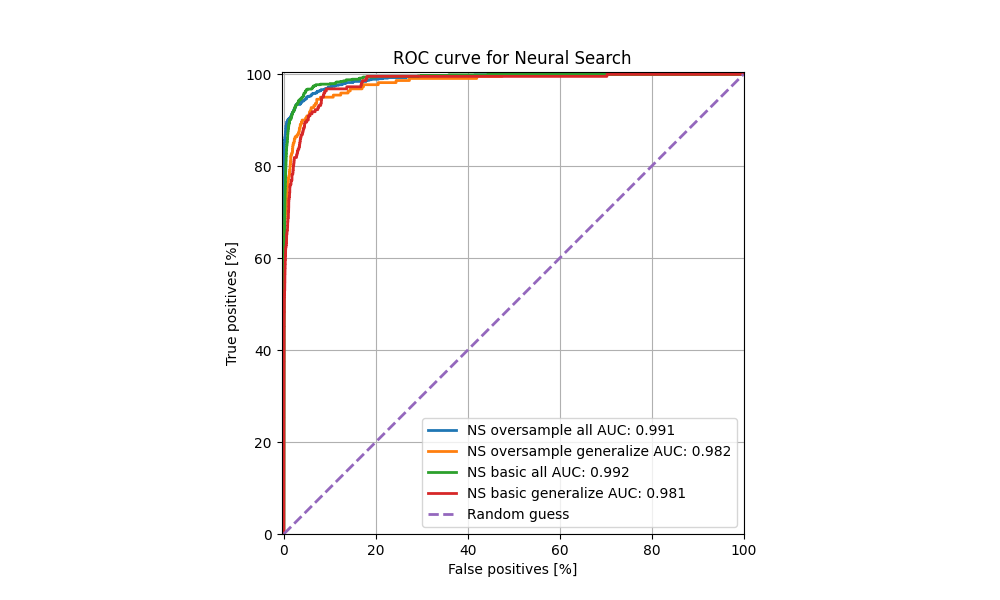 ROC curve for Neural Search
100
80
60
40
20
0
True positives [%]
NS oversample all AUC: 0.991
NS oversample generalize AUC: 0.982
NS basic all AUC: 0.992
NS basic generalize AUC: 0.981
Random guess
0 20 40 60 80 100
False positives [%]